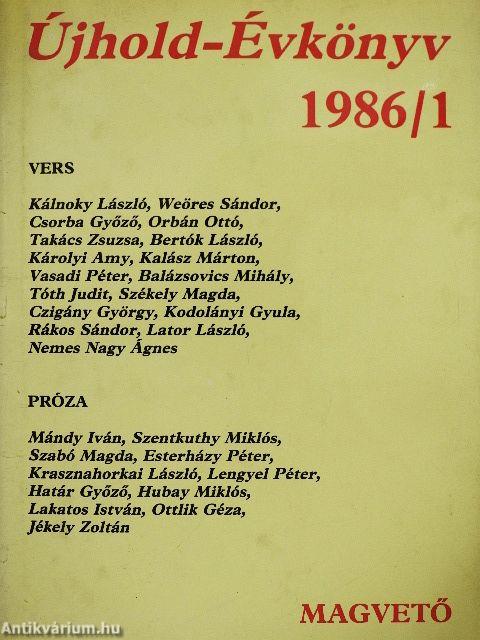 Újhold-Évkönyv
1986/1
VERS
Kálnoky László, Weöres Sándor,
Csorba Győző, Orbán Ottó,
Takács Zsuzsa, Bertók László,
Károlyi Amy, Kalász Márton,
Vasadi Péter, Balázsovics Mihály,
Tóth Judit, Székely Magda,
Czigány György, Kodolányi Gyula,
Rákos Sándor, Lator László,
Nemes Nagy Ágnes
PRÓZA
Mándy Iván, Szentkuthy Miklós,
Szabó Magda, Esterházy Péter,
Krasznahorkai László, Lengyel Péter,
Határ Győző, Hubay Miklós,
Lakatos István, Ottlik Géza,
Jékely Zoltán
MAGVETŐ
Antikvárium.hu